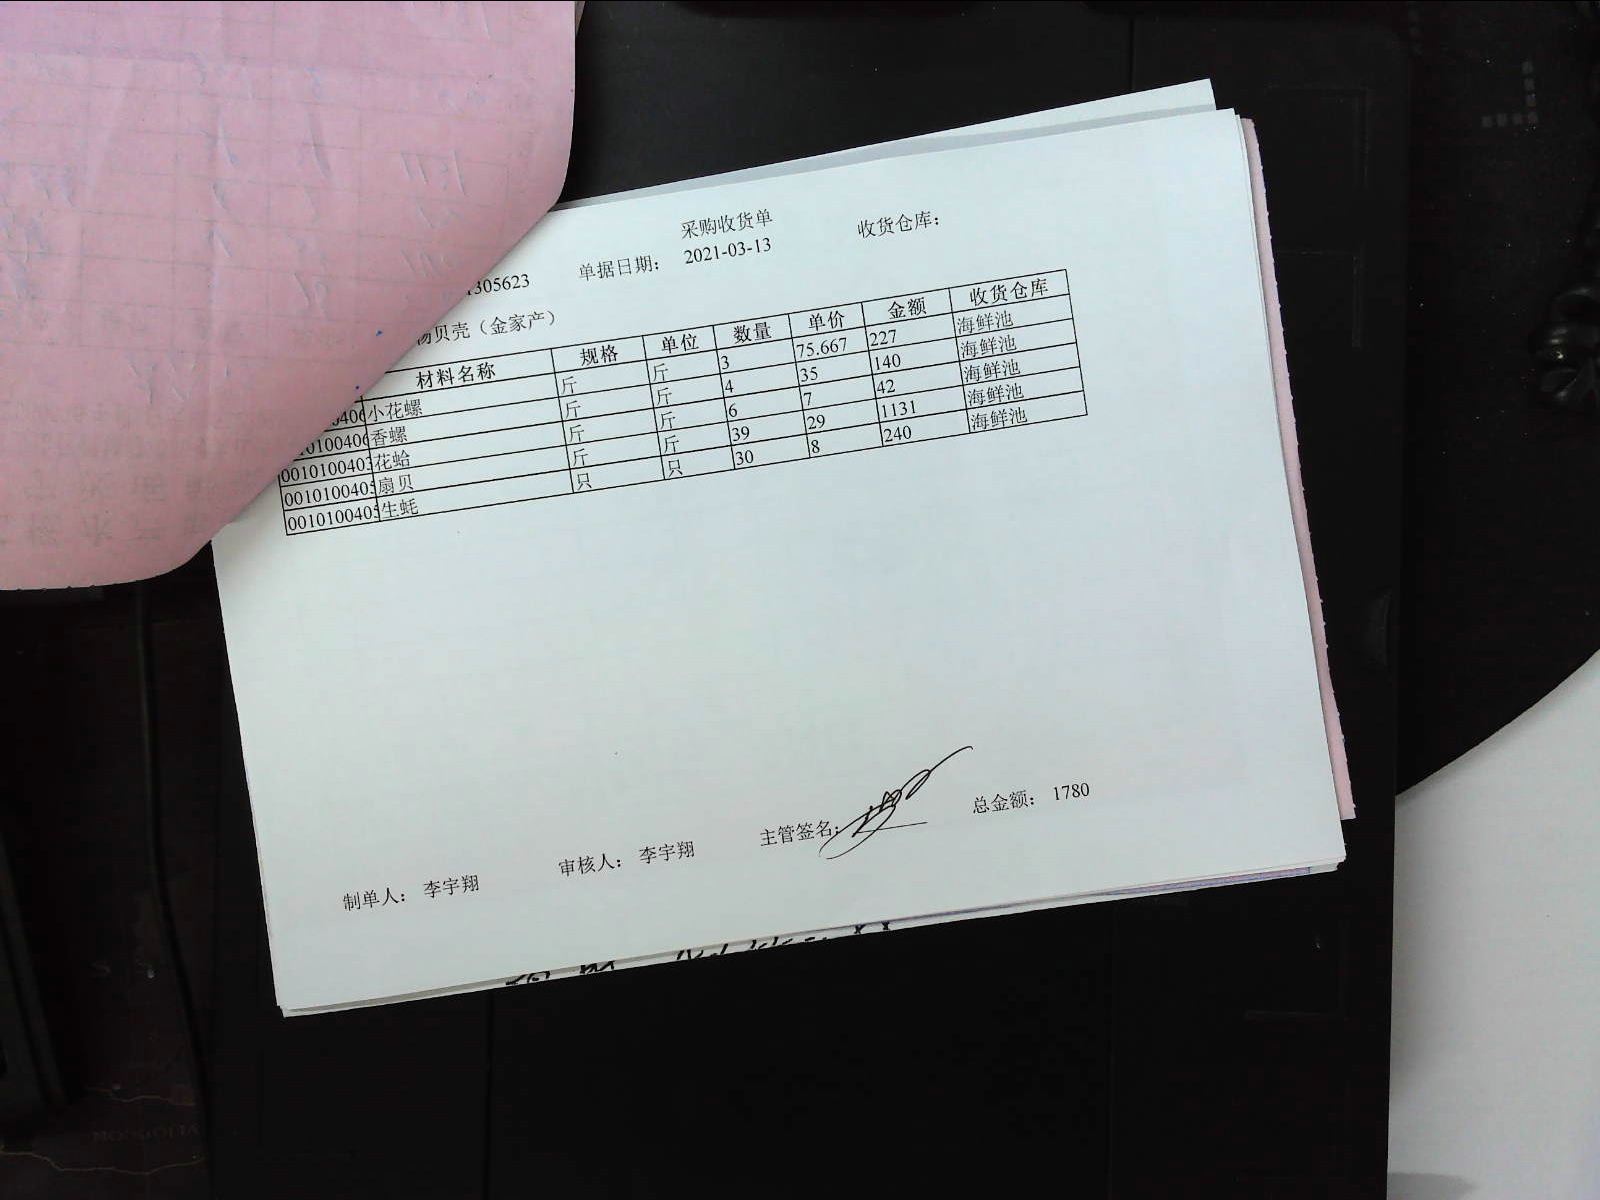 采购收货单
1305623 单据日期： 2021-03-13 收货仓库：
杨贝壳（金家产）
材料名称 规格 单位 数量 单价 金额 收货仓库
小花螺 斤 斤 3 75.667 227 海鲜池
香螺 斤 斤 4 35 140 海鲜池
001010040 花蛤 斤 斤 6 7 42 海鲜池
001010040 扇贝 斤 斤 39 29 1131 海鲜池
001010040 生蚝 只 只 30 8 240 海鲜池
制单人： 李宇翔 审核人： 李宇翔 主管签名： 总金额： 1780